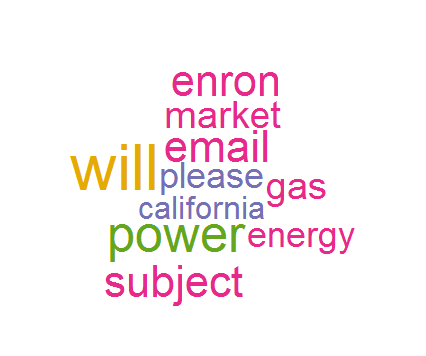 enron
market
email
will
please
gas
california
power
energy
subject